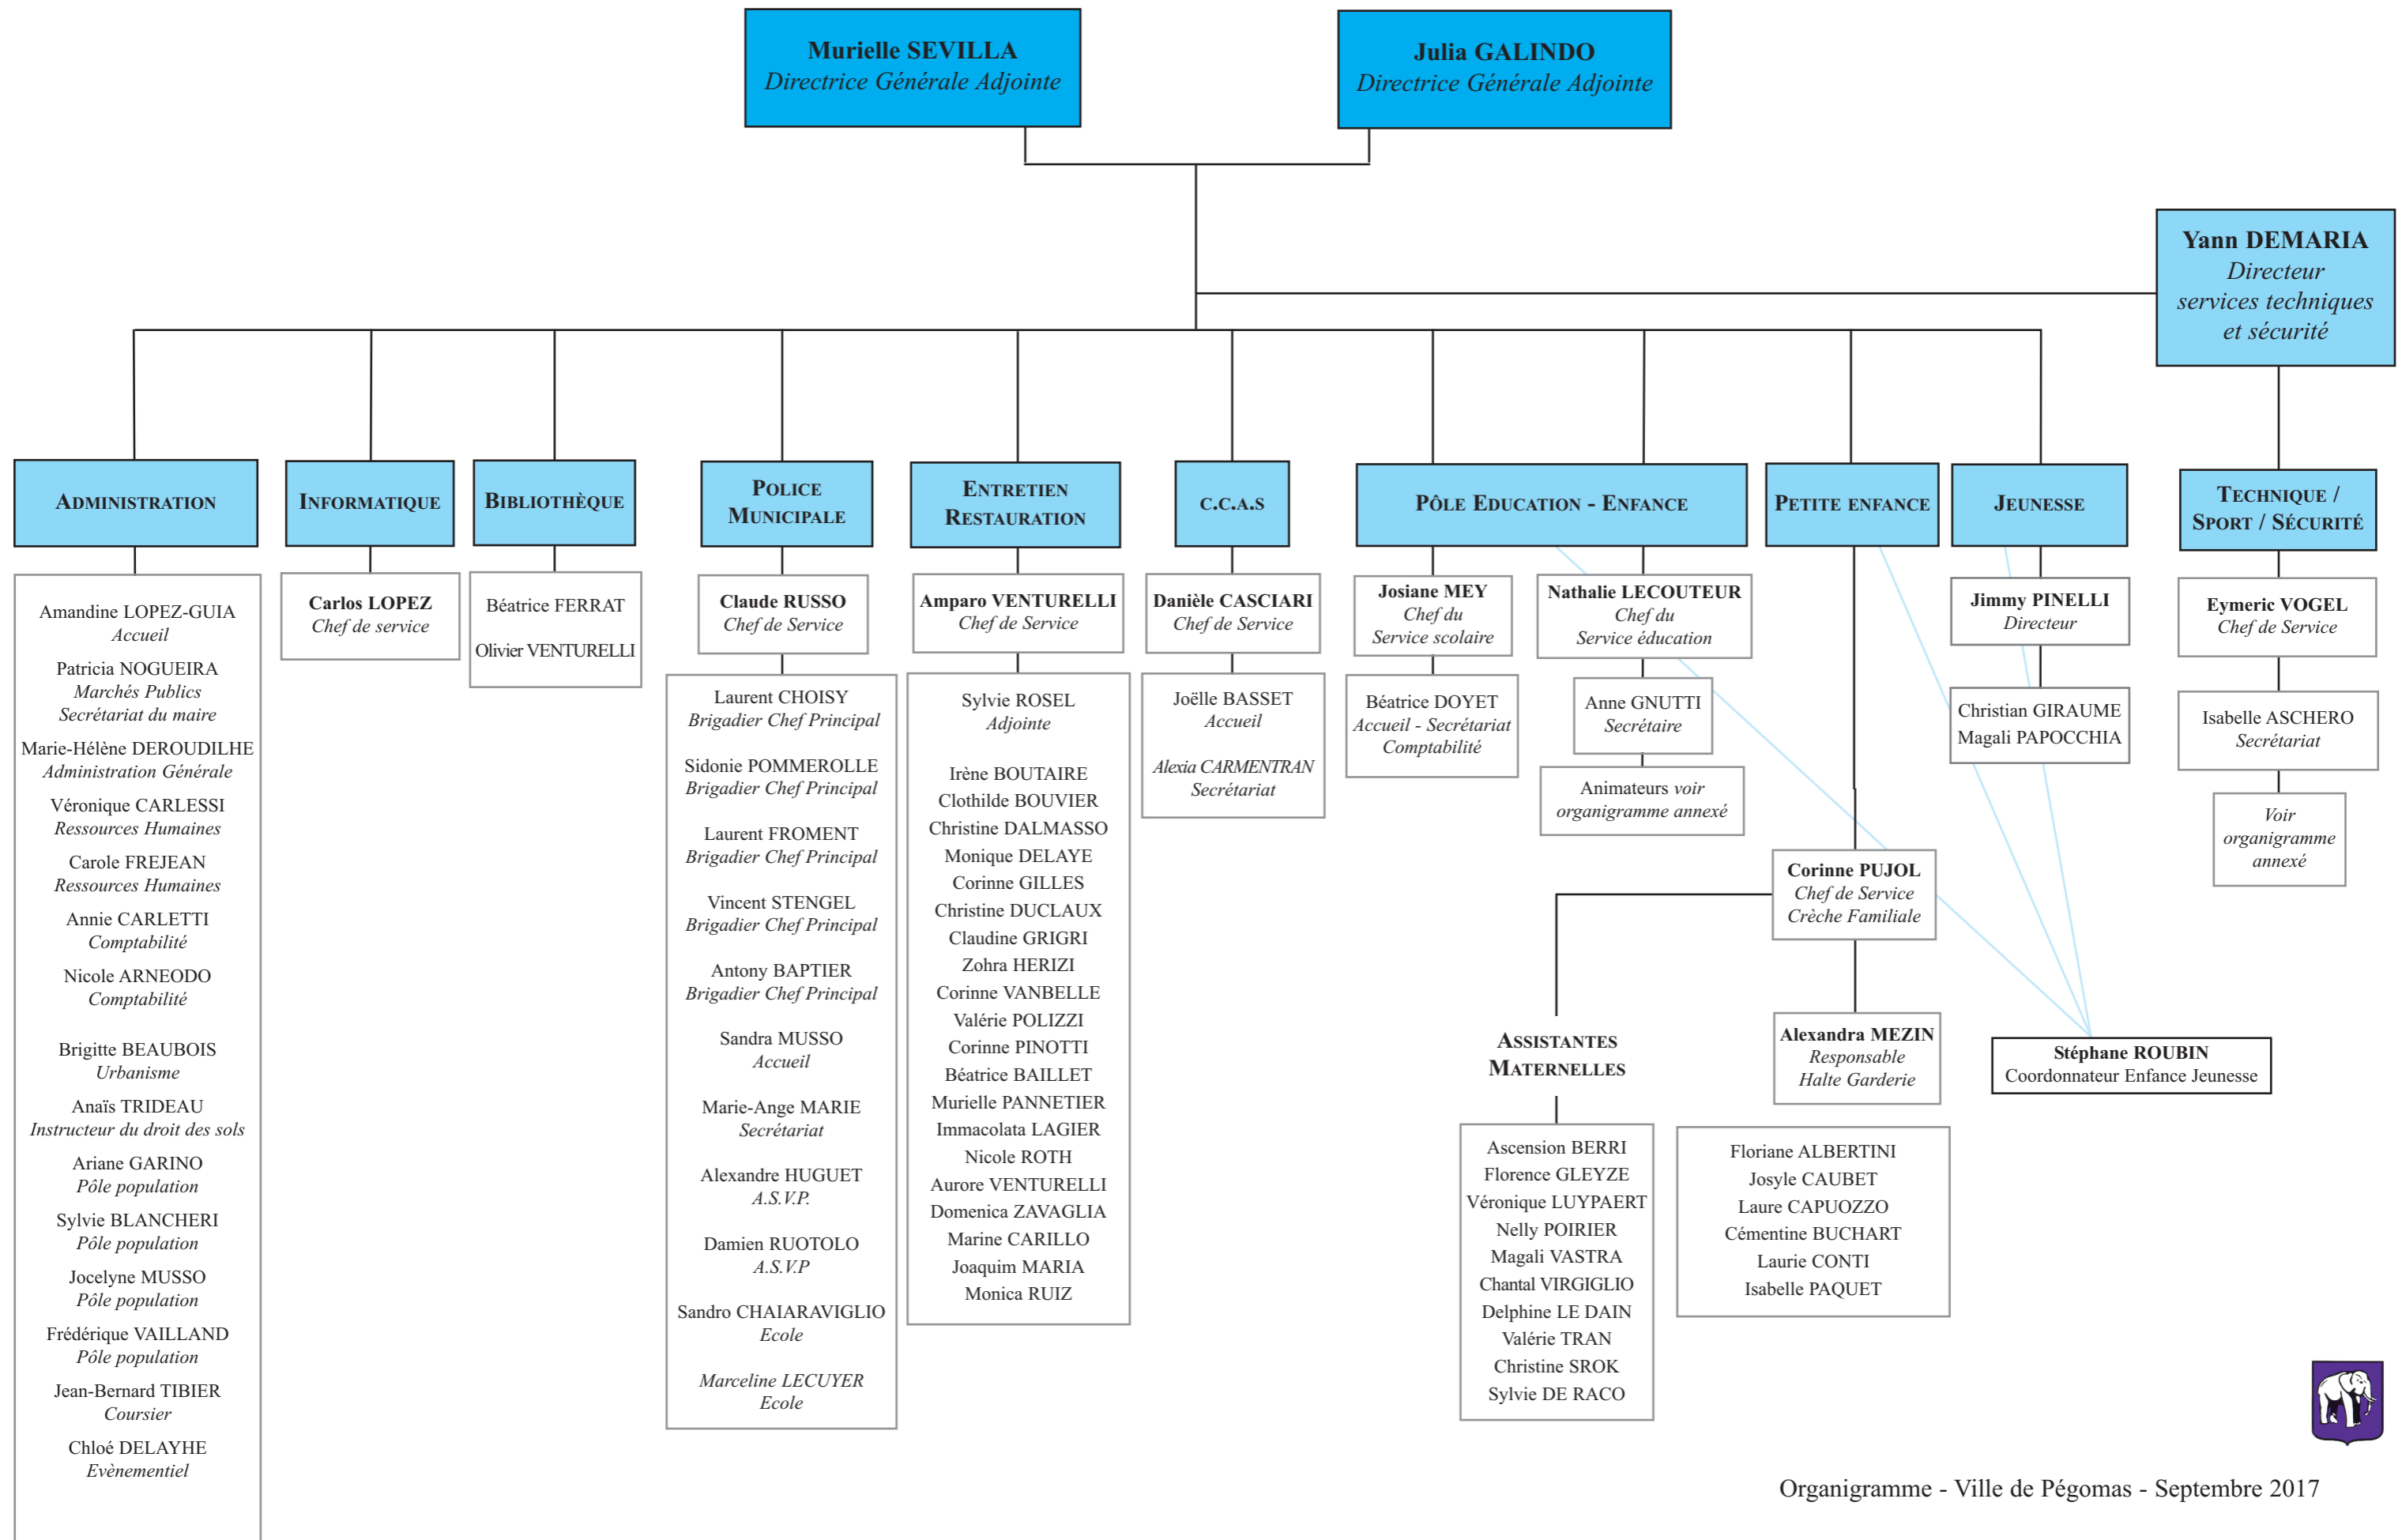 Murielle SEVILLA
Directrice Générale Adjointe
Julia GALINDO
Directrice Générale Adjointe
Yann DEMARIA
Directeur
services techniques
et sécurité
ADMINISTRATION
Amandine LOPEZ-GUIA
Accueil
Patricia NOGUEIRA
Marchés Publics
Secrétariat du maire
Marie-Hélène DEROUDILHE
Administration Générale
Véronique CARLESSI
Ressources Humaines
Carole FREJEAN
Ressources Humaines
Annie CARLETTI
Comptabilité
Nicole ARNEODO
Comptabilité
Brigitte BEAUBOIS
Urbanisme
Anaïs TRIDEAU
Instructeur du droit des sols
Ariane GARINO
Pôle population
Sylvie BLANCHERI
Pôle population
Jocelyne MUSSO
Pôle population
Frédérique VAILLAND
Pôle population
Jean-Bernard TIBIER
Coursier
Chloé DELAYHE
Evènementiel
INFORMATIQUE
Carlos LOPEZ
Chef de service
BIBLIOTHÈQUE
Béatrice FERRAT
Olivier VENTURELLI
POLICE
MUNICIPALE
Claude RUSSO
Chef de Service
Laurent CHOISY
Brigadier Chef Principal
Sidonie POMMEROLLE
Brigadier Chef Principal
Laurent FROMENT
Brigadier Chef Principal
Vincent STENGEL
Brigadier Chef Principal
Antony BAPTIER
Brigadier Chef Principal
Sandra MUSSO
Accueil
Marie-Ange MARIE
Secrétariat
Alexandre HUGUET
A.S.V.P.
Damien RUOTOLO
A.S.V.P
Sandro CHAIARAVIGLIO
Ecole
Marceline LECUYER
Ecole
ENTRETIEN
RESTAURATION
Amparo VENTURELLI
Chef de Service
Sylvie ROSEL
Adjointe
Irène BOUTAIRE
Clothilde BOUVIER
Christine DALMASSO
Monique DELAYE
Corinne GILLES
Christine DUCLAUX
Claudine GRIGRI
Zohra HERIZI
Corinne VANBELLE
Valérie POLIZZI
Corinne PINOTTI
Béatrice BAILLET
Murielle PANNETIER
Immacolata LAGIER
Nicole ROTH
Aurore VENTURELLI
Domenica ZAVAGLIA
Marine CARILLO
Joaquim MARIA
Monica RUIZ
C.C.A.S
Danièle CASCIARI
Chef de Service
Joëlle BASSET
Accueil
Alexia CARMENTRAN
Secrétariat
PÔLE EDUCATION - ENFANCE
Josiane MEY
Chef du
Service scolaire
Béatrice DOYET
Accueil - Secrétariat
Comptabilité
Nathalie LECOUTEUR
Chef du
Service éducation
Anne GNUTTI
Secrétaire
Animateurs voir
organigramme annexé
PETITE ENFANCE
Corinne PUJOL
Chef de Service
Crèche Familiale
ASSISTANTES
MATERNELLES
Ascension BERRI
Florence GLEYZE
Véronique LUYPAERT
Nelly POIRIER
Magali VASTRA
Chantal VIRGIGLIO
Delphine LE DAIN
Valérie TRAN
Christine SROK
Sylvie DE RACO
Alexandra MEZIN
Responsable
Halte Garderie
Floriane ALBERTINI
Josyle CAUBET
Laure CAPUOZZO
Cémentine BUCHART
Laurie CONTI
Isabelle PAQUET
JEUNESSE
Jimmy PINELLI
Directeur
Christian GIRAUME
Magali PAPOCCHIA
Stéphane ROUBIN
Coordonnateur Enfance Jeunesse
TECHNIQUE /
SPORT / SÉCURITÉ
Eymeric VOGEL
Chef de Service
Isabelle ASCHERO
Secrétariat
Voir
organigramme
annexé
Organigramme - Ville de Pégomas - Septembre 2017